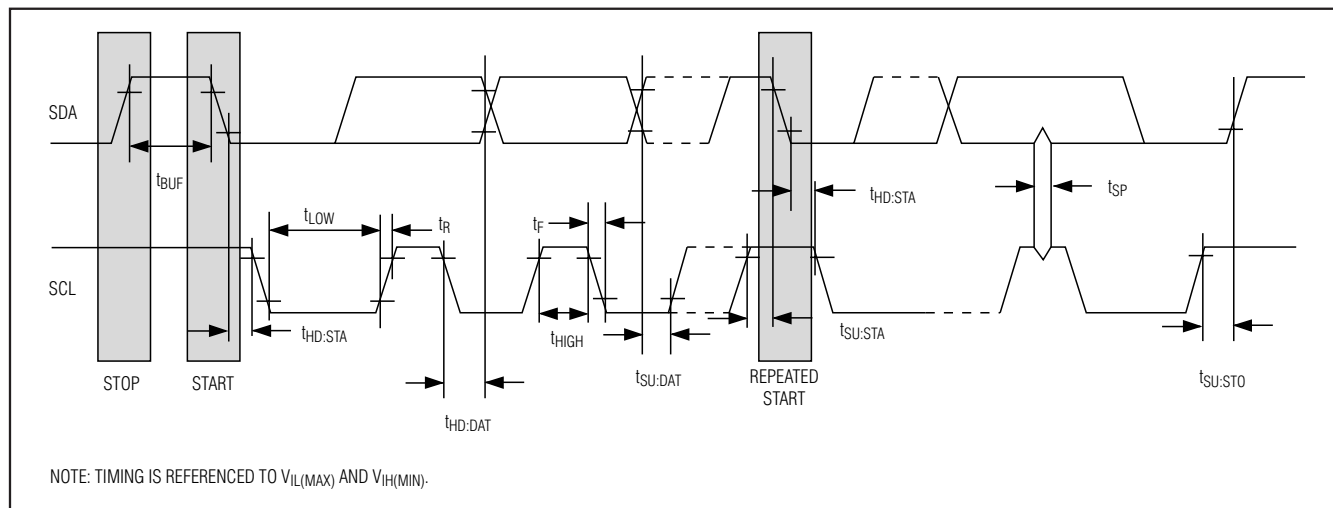 SDA
tBUF
tHD:STA
tSP
tLOW
tR
tF
SCL
tHD:STA
tHIGH
tSU:STA
tSU:DAT
tSU:STO
STOP
START
REPEATED
START
tHD:DAT
NOTE: TIMING IS REFERENCED TO VIL(MAX) AND VIH(MIN).